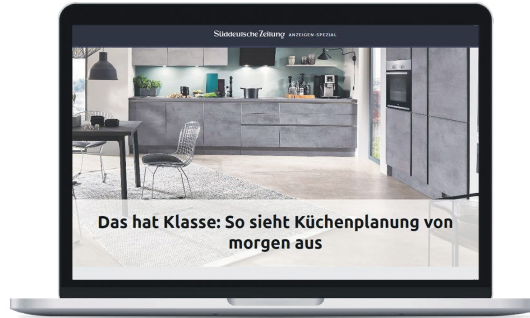 Süddeutsche Zeitung ANZEIGEN-SPEZIAL
Das hat Klasse: So sieht Küchenplanung von
morgen aus